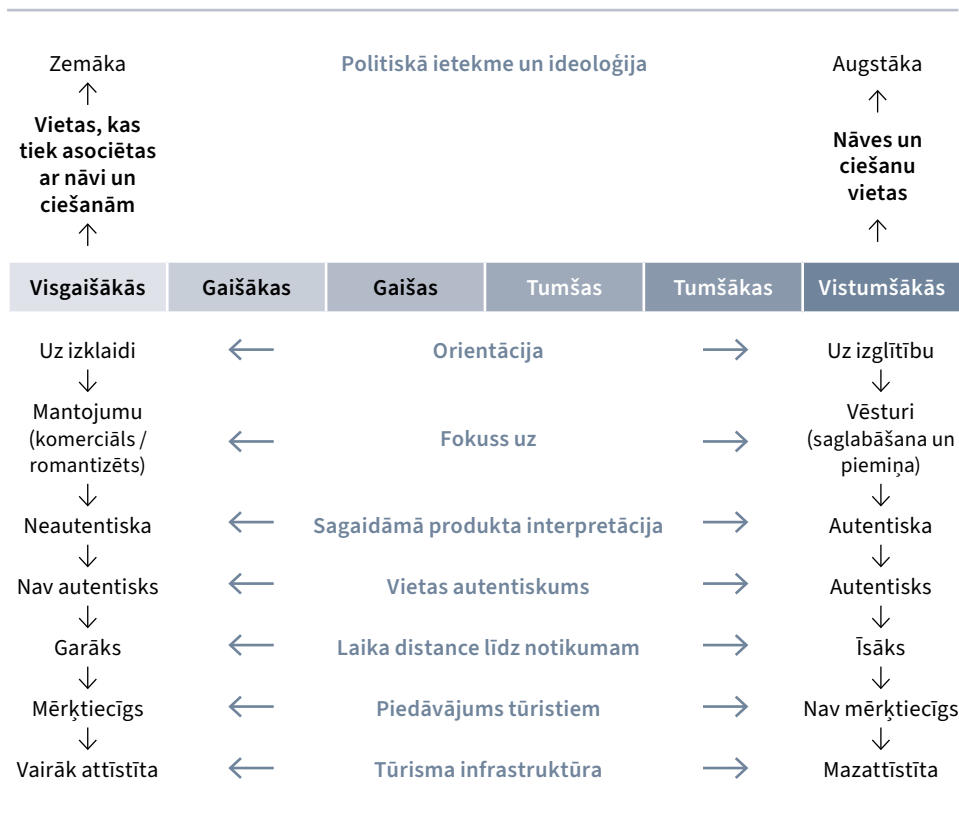 Zemāka Politiskā ietekme un ideoloģija Augstāka
Vietas, kas
tiek asociētas
ar nāvi un
ciešanām
Nāves un
ciešanu
vietas
Visgaišākās Gaišākas Gaišas Tumšas Tumšākas Vistumšākās
Uz izklaidi Orientācija Uz izglītību
Mantojumu
(komerciāls /
romantizēts)
Fokuss uz
Vēsturi
(saglabāšana un
piemiņa)
Neautentiska Sagaidāmā produkta interpretācija Autentiska
Nav autentisks Vietas autentiskums Autentisks
Garāks Laika distance līdz notikumam Īsāks
Mērķtiecīgs Piedāvājums tūristiem Nav mērķtiecīgs
Vairāk attīstīta Tūrisma infrastruktūra Mazattīstīta